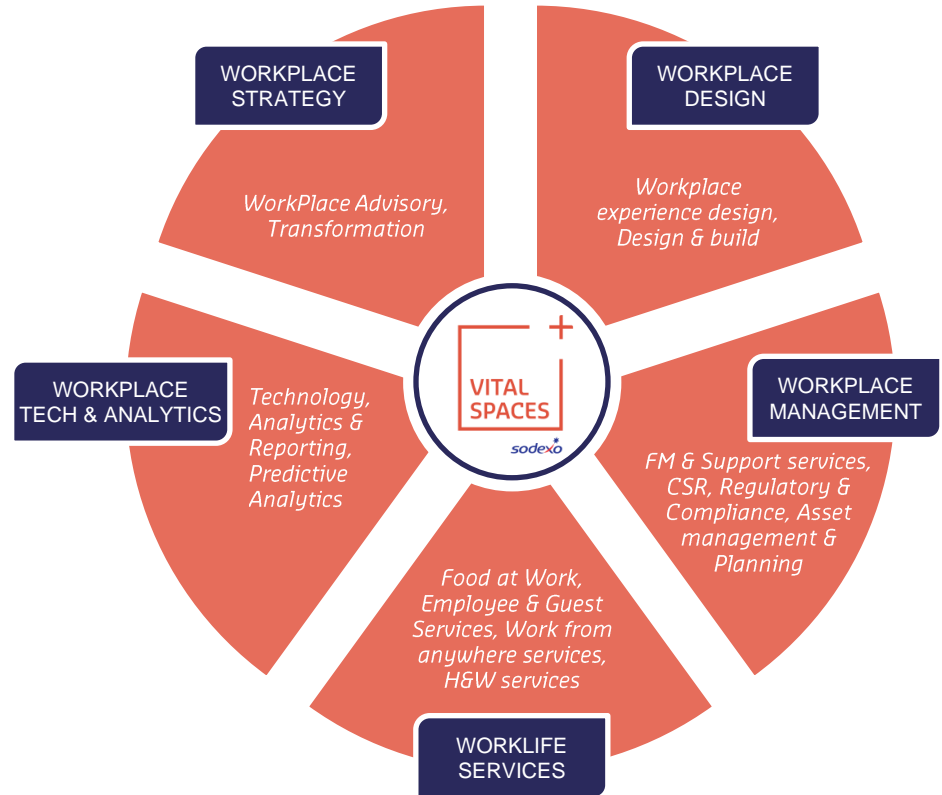 WORKPLACE
STRATEGY
WorkPlace Advisory,
Transformation
WORKPLACE
DESIGN
Workplace
experience design,
Design & build
WORKPLACE
TECH & ANALYTICS
Technology,
Analytics &
Reporting,
Predictive
Analytics
VITAL
SPACES
sodexo
WORKPLACE
MANAGEMENT
FM & Support services,
CSR, Regulatory &
Compliance, Asset
management &
Planning
Food at Work,
Employee & Guest
Services, Work from
anywhere services,
H&W services
WORKLIFE
SERVICES